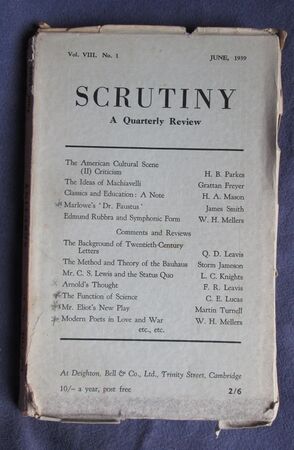 Vol. VIII. No. 1 JUNE, 1939
SCRUTINY
A Quarterly Review
The American Cultural Scene
(II) Criticism H. B. Parkes
The Ideas of Machiavelli Grattan Freyer
Classics and Education: A Note H. A. Mason
Marlowe's 'Dr. Faustus' James Smith
Edmund Rubbra and Symphonic Form W. H. Mellers
Comments and Reviews
The Background of Twentieth-Century
Letters Q. D. Leavis
The Method and Theory of the Bauhaus Storm Jameson
Mr. C. S. Lewis and the Status Quo L. C. Knights
Arnold's Thought F. R. Leavis
The Function of Science C. E. Lucas
Mr. Eliot's New Play Martin Turnell
Modern Poets in Love and War W. H. Mellers
etc., etc.
At Deighton, Bell & Co., Ltd., Trinity Street, Cambridge
10/- a year, post free 2/6